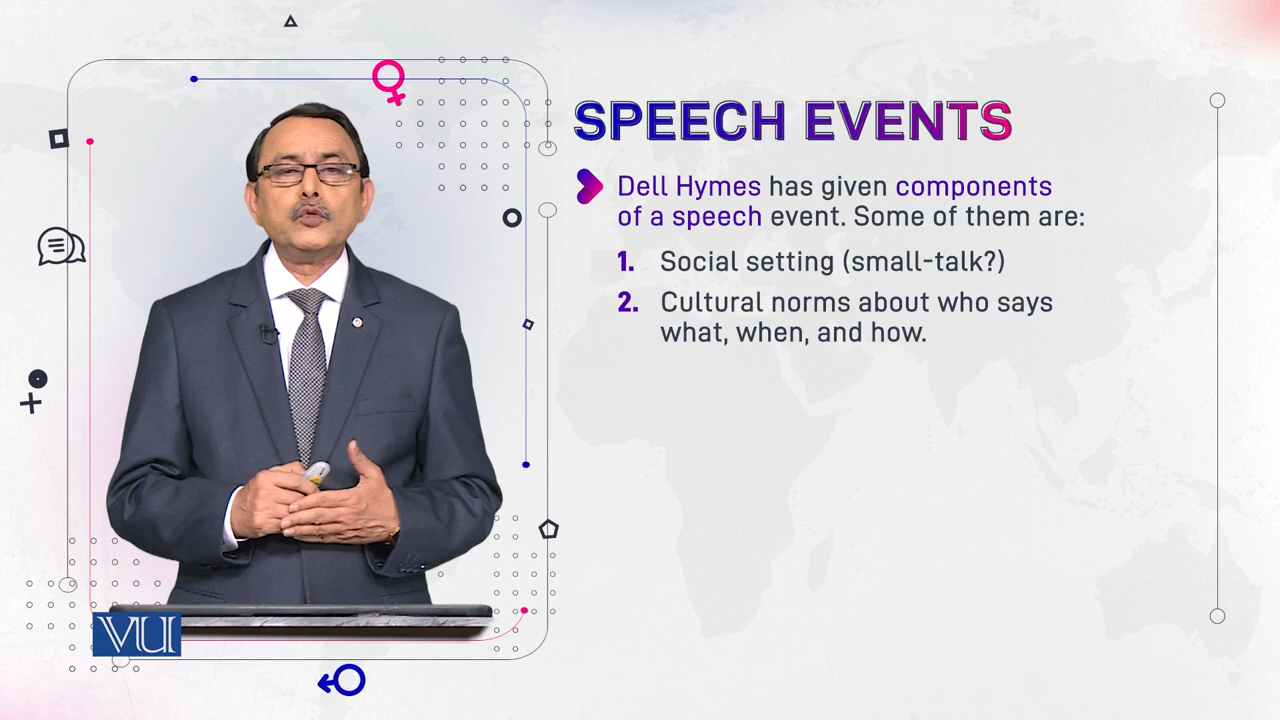 SPEECH EVENTS
Dell Hymes has given components
of a speech event. Some of them are:
1. Social setting (small-talk?)
2. Cultural norms about who says
what, when, and how.
VU